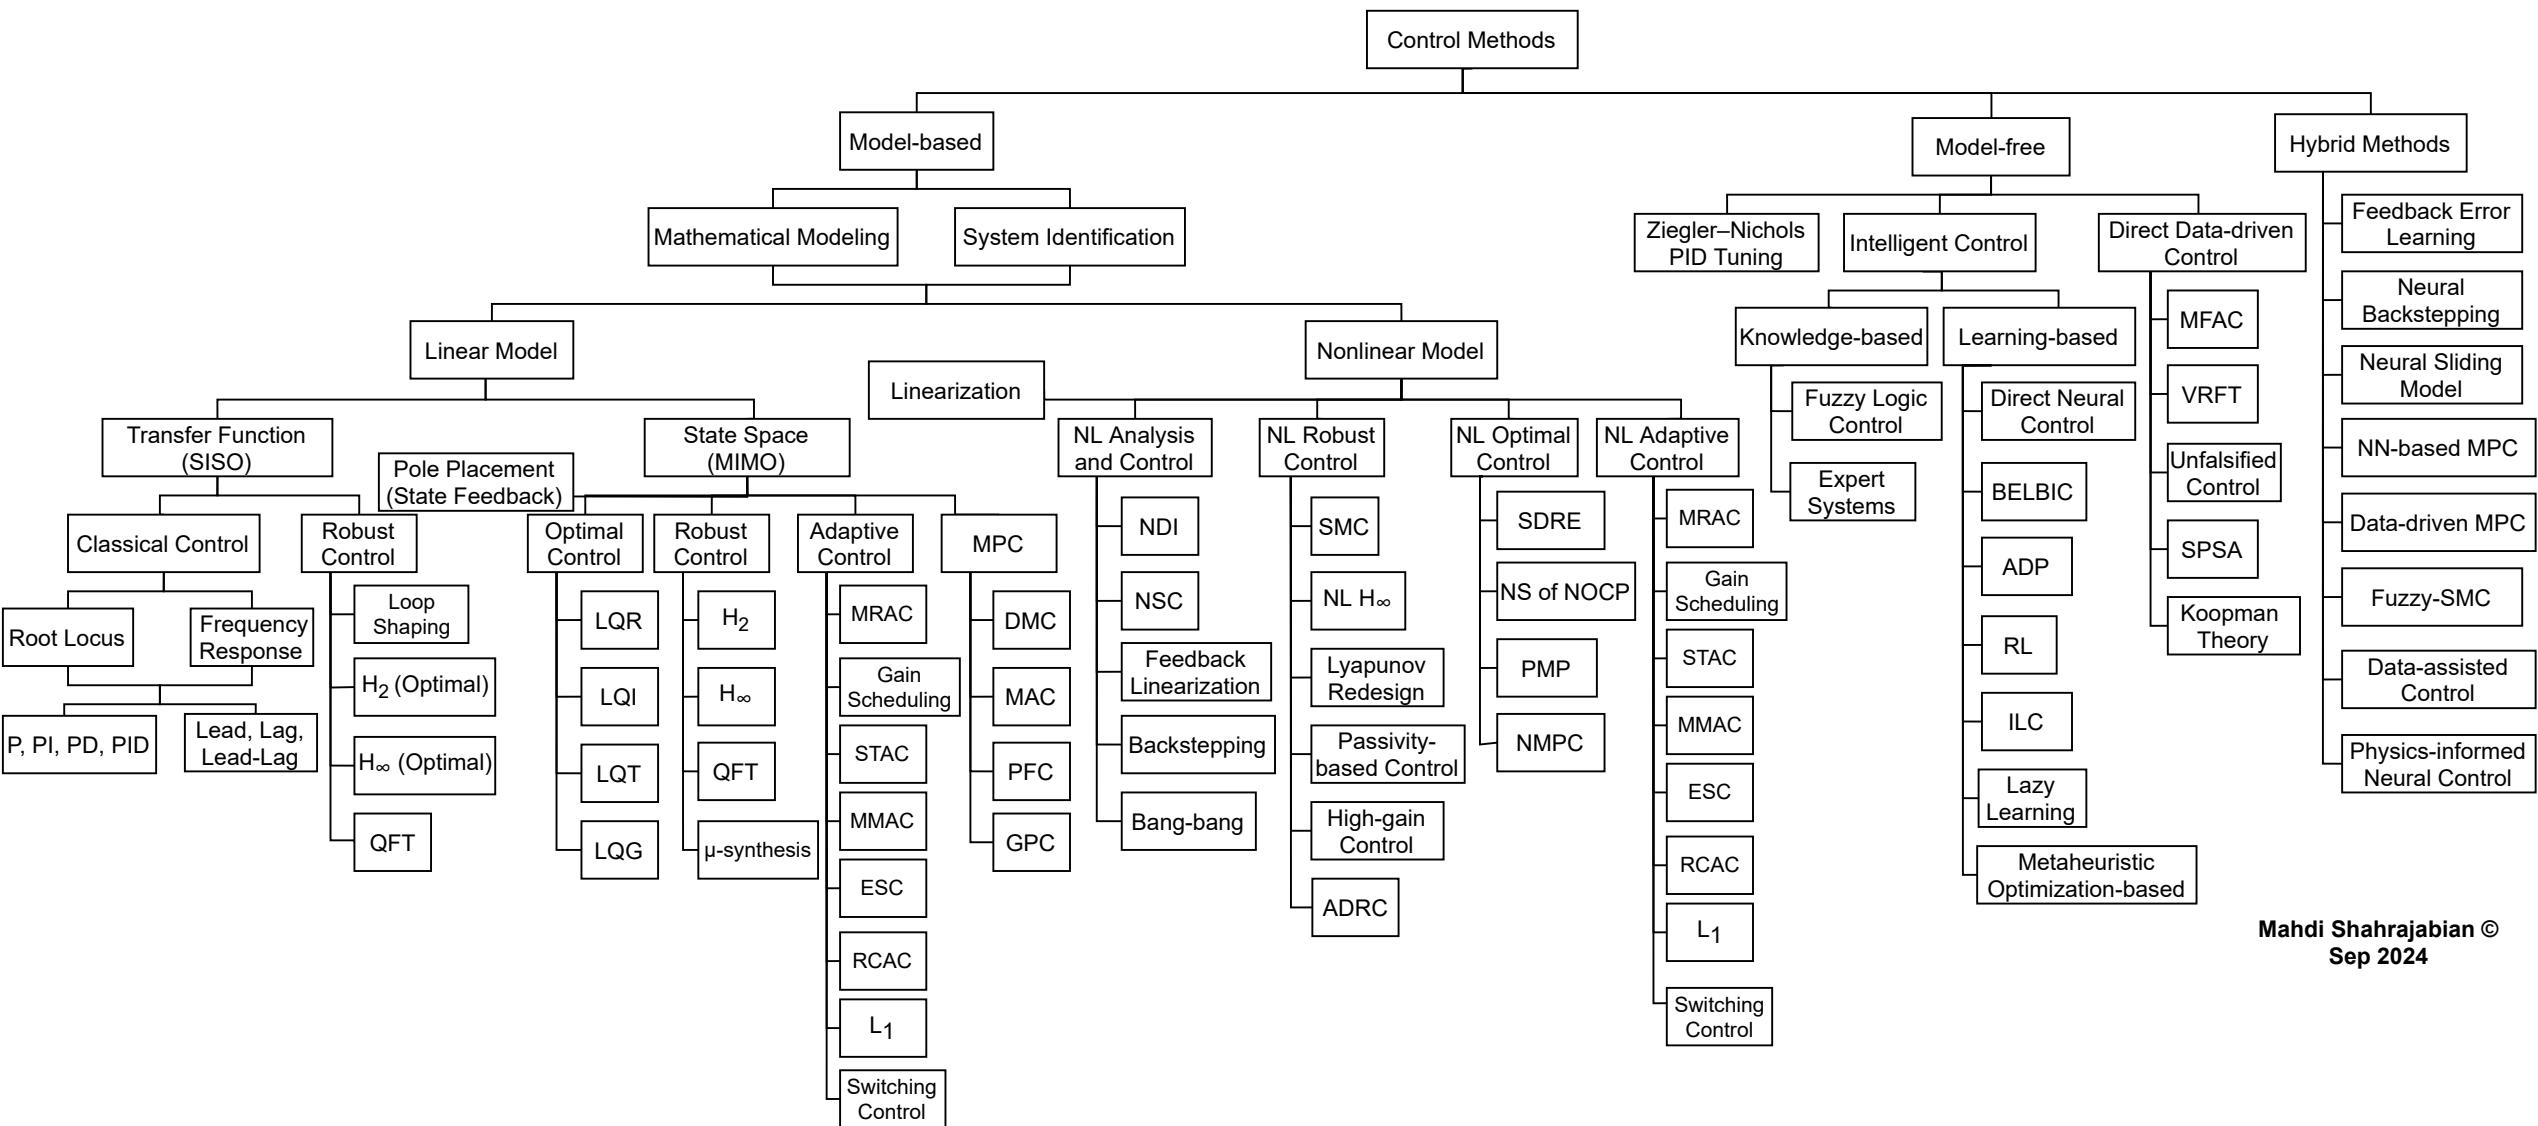 Control Methods
Model-based
Model-free
Hybrid Methods
Mathematical Modeling
System Identification
Linear Model
Nonlinear Model
Linearization
Transfer Function
(SISO)
State Space
(MIMO)
Pole Placement
(State Feedback)
Classical Control
Robust
Control
Root Locus
Frequency
Response
P, PI, PD, PID
Lead, Lag,
Lead-Lag
Loop
Shaping
H2 (Optimal)
H∞ (Optimal)
QFT
Optimal
Control
LQR
LQI
LQT
LQG
Robust
Control
H2
H∞
QFT
μ-synthesis
Adaptive
Control
MRAC
Gain
Scheduling
STAC
MMAC
ESC
RCAC
L1
Switching
Control
MPC
DMC
MAC
PFC
GPC
NL Analysis
and Control
NDI
NSC
Feedback
Linearization
Backstepping
Bang-bang
NL Robust
Control
SMC
NL H∞
Lyapunov
Redesign
Passivity-
based Control
High-gain
Control
ADRC
NL Optimal
Control
SDRE
NS of NOCP
PMP
NMPC
NL Adaptive
Control
MRAC
Gain
Scheduling
STAC
MMAC
ESC
RCAC
L1
Switching
Control
Ziegler–Nichols
PID Tuning
Intelligent Control
Direct Data-driven
Control
Knowledge-based
Fuzzy Logic
Control
Expert
Systems
Learning-based
Direct Neural
Control
BELBIC
ADP
RL
ILC
Lazy
Learning
Metaheuristic
Optimization-based
MFAC
VRFT
Unfalsified
Control
SPSA
Koopman
Theory
Feedback Error
Learning
Neural
Backstepping
Neural Sliding
Model
NN-based MPC
Data-driven MPC
Fuzzy-SMC
Data-assisted
Control
Physics-informed
Neural Control
Mahdi Shahrajabian ©
Sep 2024